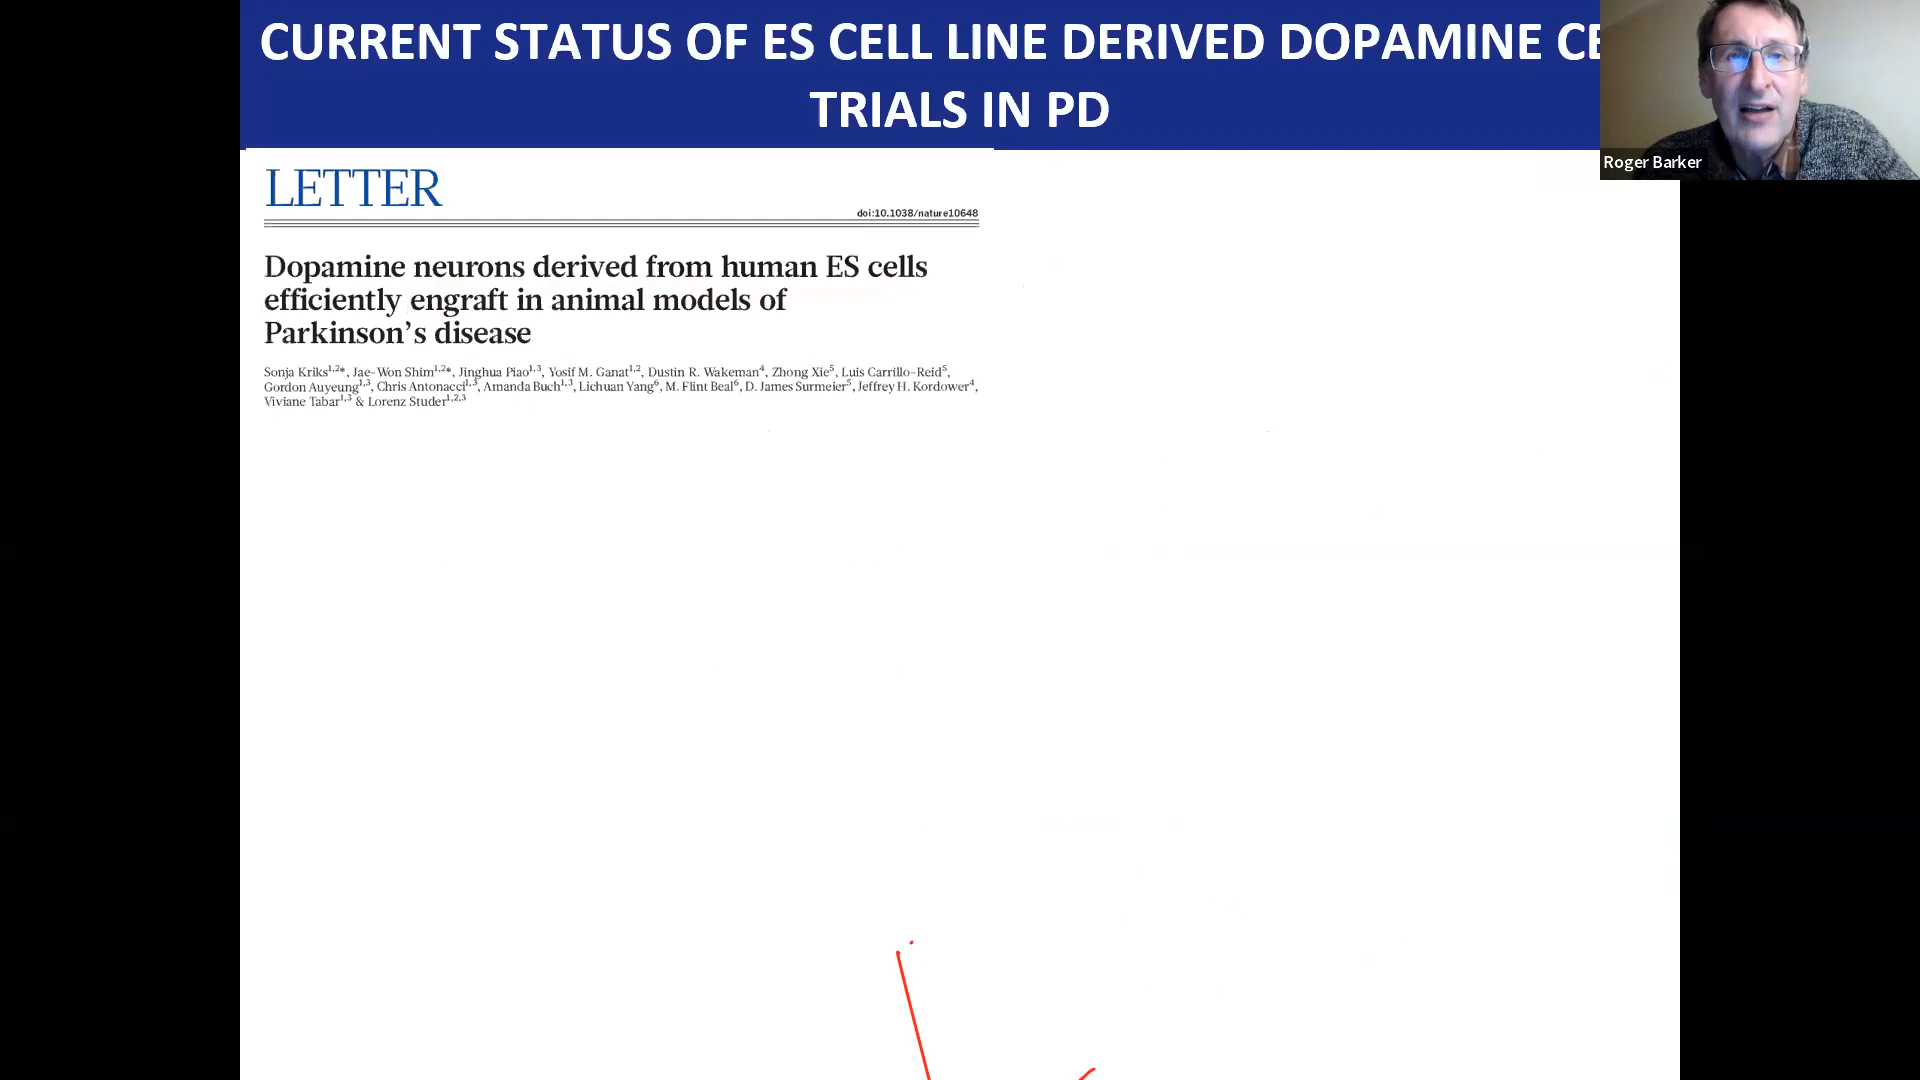 CURRENT STATUS OF ES CELL LINE DERIVED DOPAMINE CE
TRIALS IN PD
Roger Barker
LETTER
doi:10.1038/nature10648
Dopamine neurons derived from human ES cells
efficiently engraft in animal models of
Parkinson’s disease
Sonja Kriks1,2*, Jae-Won Shim1,2*, Jinghua Piao1,3, Yosif M. Ganat1,2, Dustin R. Wakeman4, Zhong Xie5, Luis Carrillo-Reid5,
Gordon Auyeung1,3, Chris Antonacci1,3, Amanda Buch1,3, Lichuan Yang6, M. Flint Beal6, D. James Surmeier5, Jeffrey H. Kordower4,
Viviane Tabar1,3 & Lorenz Studer1,2,3